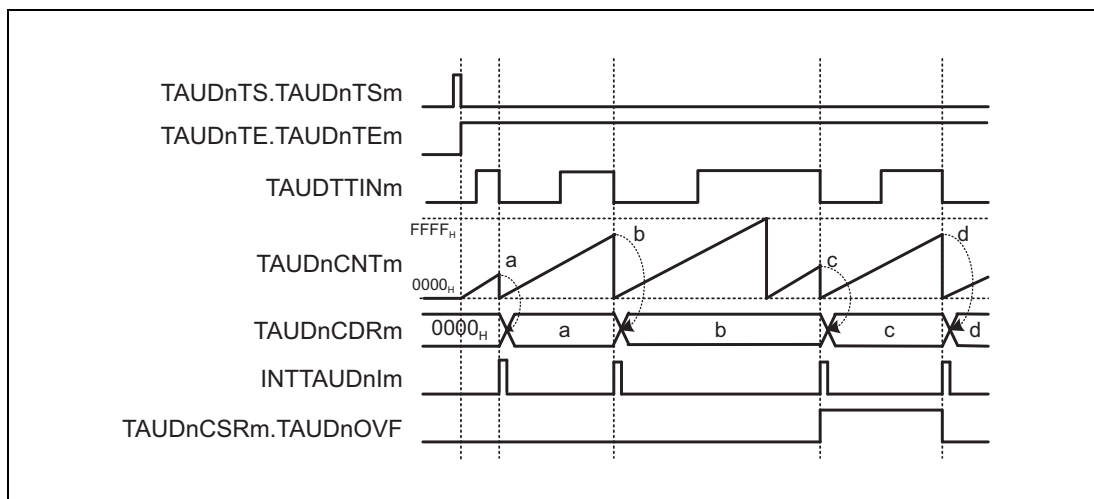 TAUDnTS.TAUDnTSm
TAUDnTE.TAUDnTEm
TAUDTTINm
FFFFH
TAUDnCNTm
0000H
a
b
c
d
TAUDnCDRm
0000H
a
b
c
d
INTTAUDnIm
TAUDnCSRm.TAUDnOVF